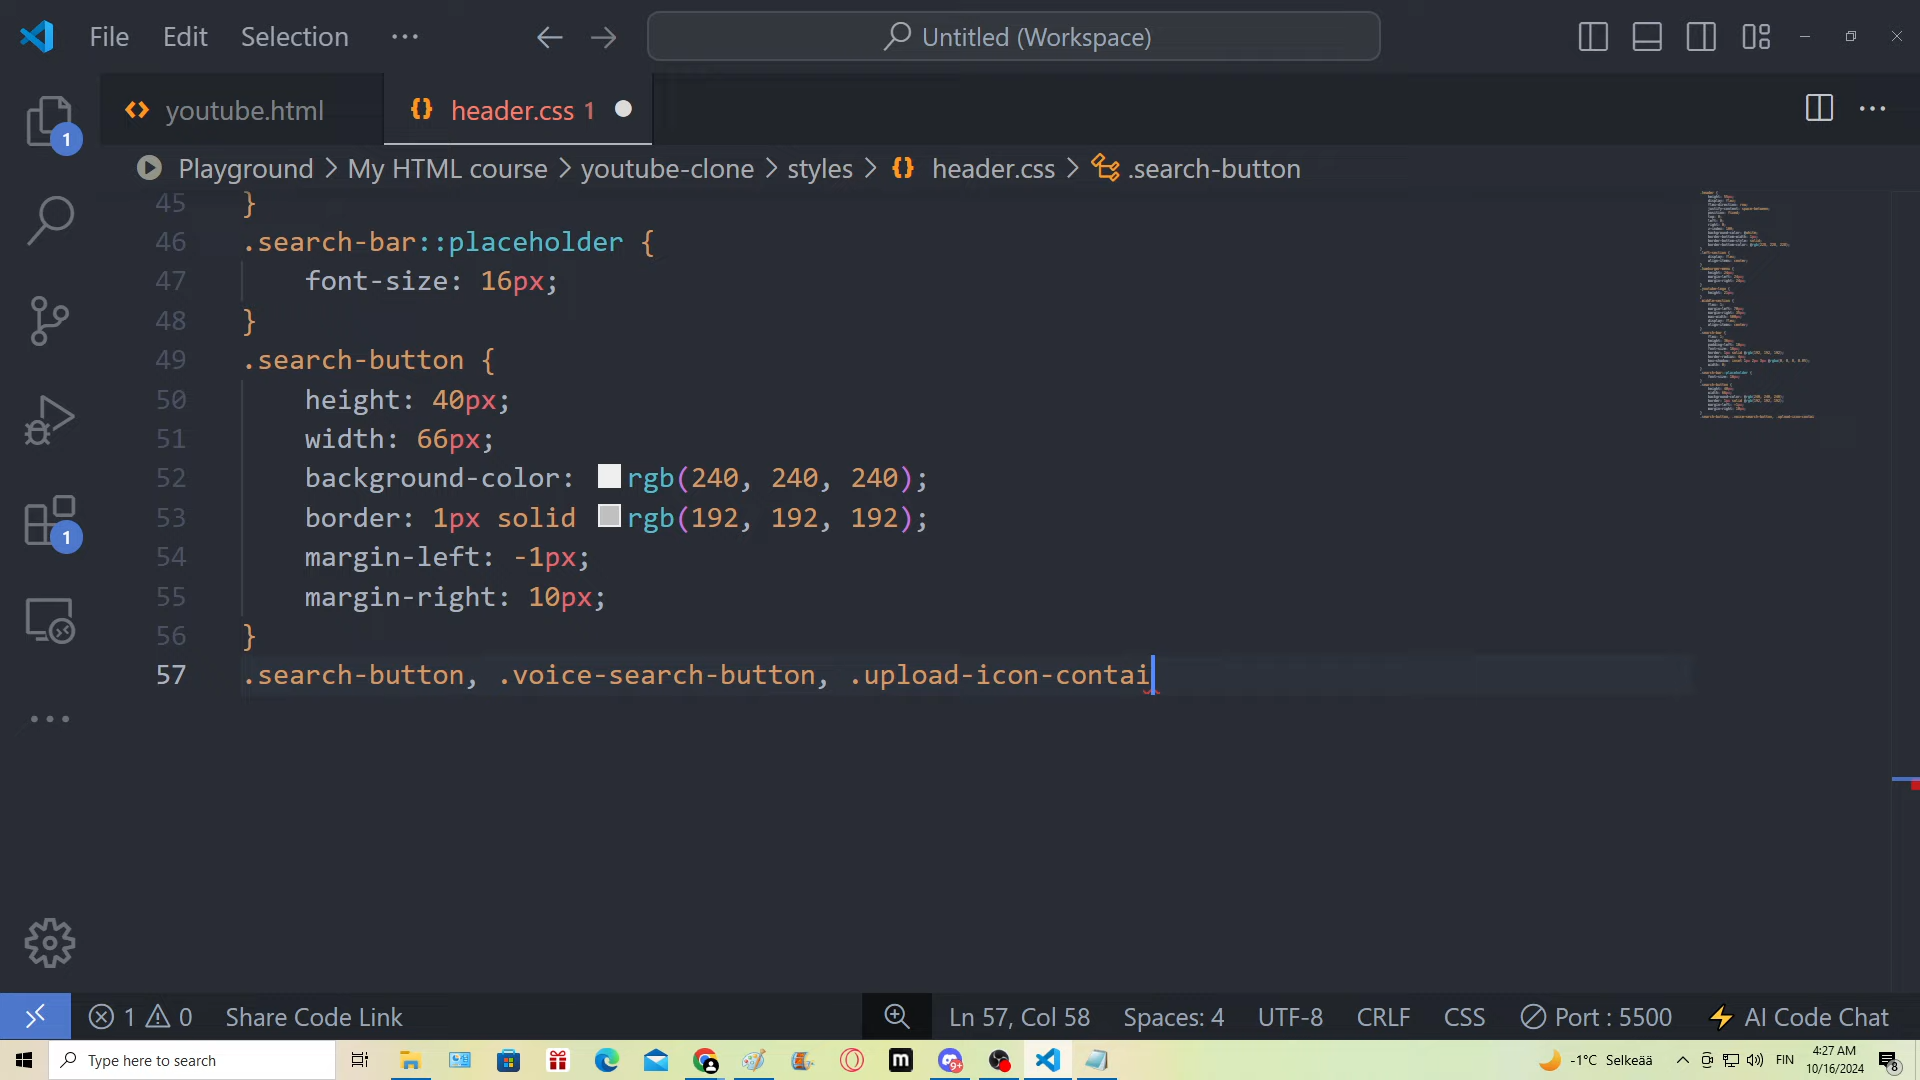 File Edit Selection ··· Untitled (Workspace)
1
youtube.html
header.css 1
Playground > My HTML course > youtube-clone > styles > {} header.css > .search-button
45 }
46 .search-bar::placeholder {
47 font-size: 16px;
48 }
49 .search-button {
50 height: 40px;
51 width: 66px;
52 background-color: rgb(240, 240, 240);
53 border: 1px solid rgb(192, 192, 192);
1
54 margin-left: -1px;
55 margin-right: 10px;
56 }
57 .search-button, .voice-search-button, .upload-icon-contai
1 0 Share Code Link Ln 57, Col 58 Spaces: 4 UTF-8 CRLF CSS Port : 5500 AI Code Chat
Type here to search
m
9+
-1°C Selkeää
FIN
4:27 AM
10/16/2024
8